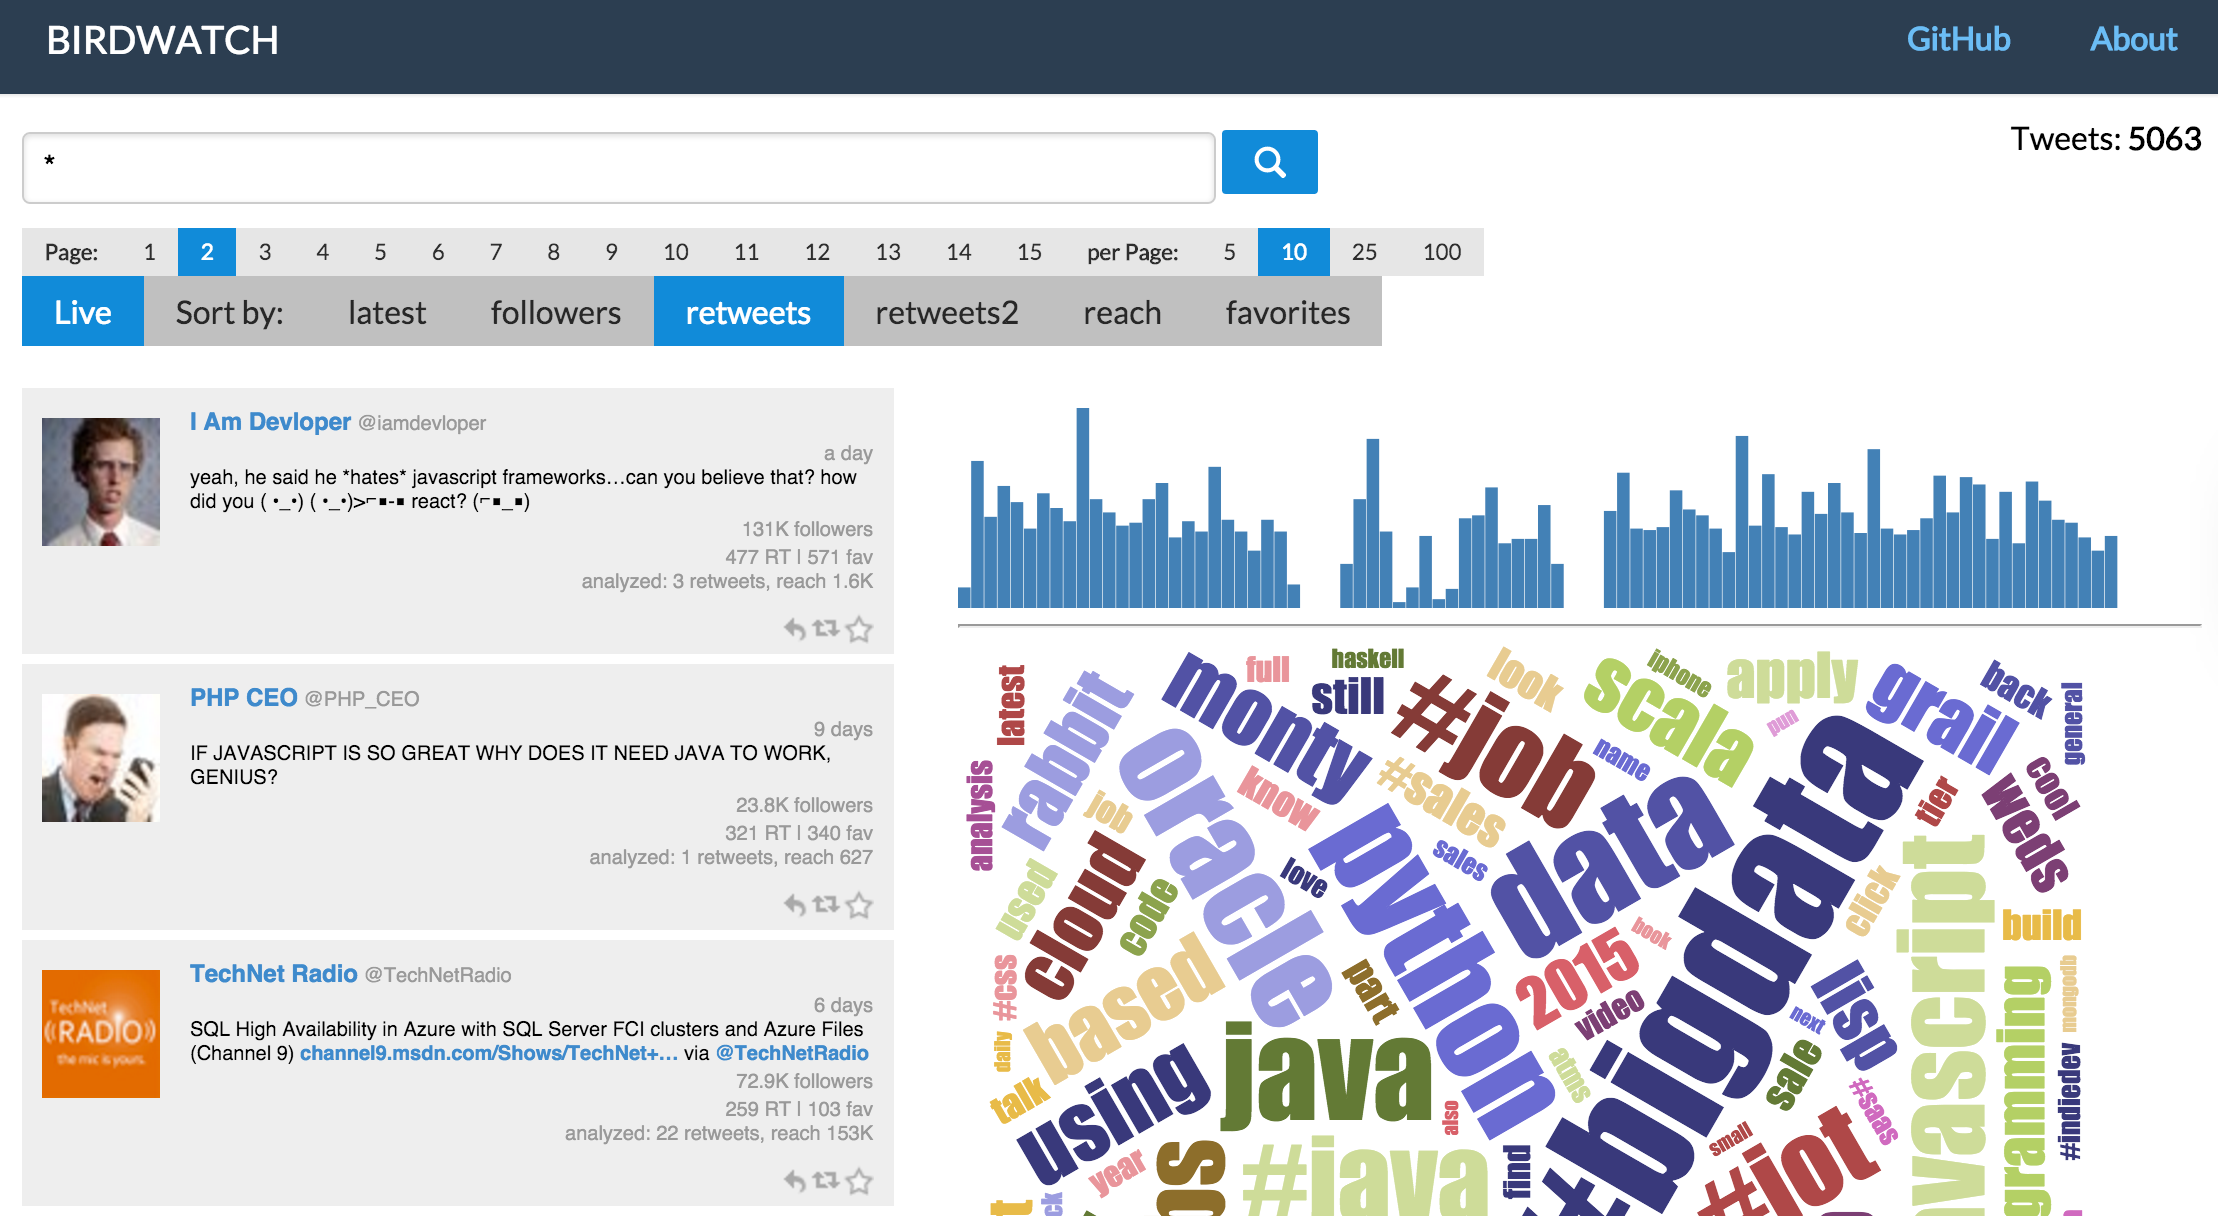 BIRDWATCH
GitHub About
*
Tweets: 5063
Page: 1 2 3 4 5 6 7 8 9 10 11 12 13 14 15 per Page: 5 10 25 100
Live Sort by: latest followers retweets retweets2 reach favorites
I Am Devloper @iamdevloper
a day
yeah, he said he *hates* javascript frameworks…can you believe that? how
did you ( •_•) ( •_•)>⌐■-■ react? (⌐■_■)
131K followers
477 RT | 571 fav
analyzed: 3 retweets, reach 1.6K
PHP CEO @PHP_CEO
9 days
IF JAVASCRIPT IS SO GREAT WHY DOES IT NEED JAVA TO WORK,
GENIUS?
23.8K followers
321 RT | 340 fav
analyzed: 1 retweets, reach 627
TechNet
((RADIO))
the mic is yours.
TechNet Radio @TechNetRadio
6 days
SQL High Availability in Azure with SQL Server FCI clusters and Azure Files
(Channel 9) channel9.msdn.com/Shows/TechNet+… via @TechNetRadio
72.9K followers
259 RT | 103 fav
analyzed: 22 retweets, reach 153K
latest
rabbit
monty
full
haskell
still
look
#job
scala
iphone
apply
pun
grail
back
general
analysis
job
oracle
know
#sales
name
data
#bigdata
tier
cool
weds
used
cloud
code
love
python
sales
book
click
javascript
build
#css
based
part
2015
video
lisp
next
programming
mongodb
daily
talk
using
java
also
atms
sale
#saas
#indiedev
year
#java
find
small
#iot